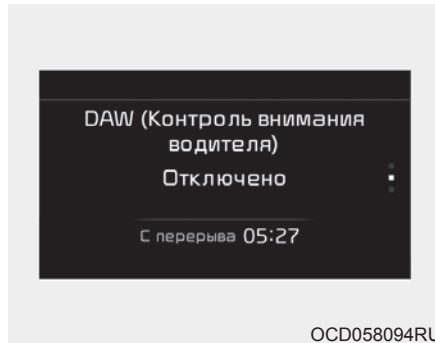 DAW (Контроль внимания
водителя)
Отключено
С перерыва 05:27
OCD058094RU